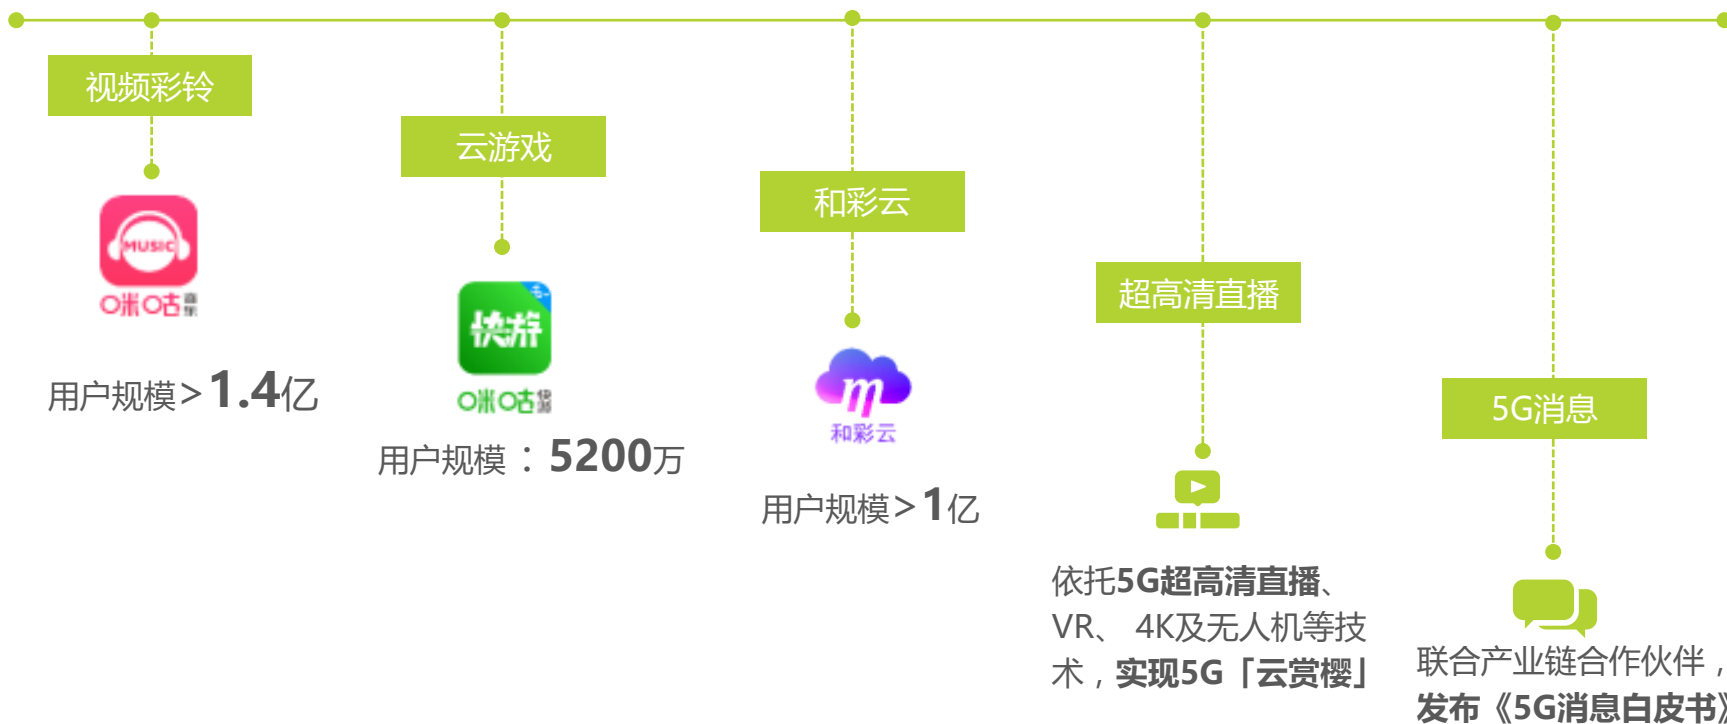 视频彩铃
MUSIC
咪咕音乐
用户规模>1.4亿
云游戏
快游
咪咕快游
用户规模：5200万
和彩云
m
和彩云
用户规模>1亿
超高清直播
依托5G超高清直播、
VR、 4K及无人机等技
术，实现5G「云赏樱」
5G消息
联合产业链合作伙伴，
发布《5G消息白皮书》